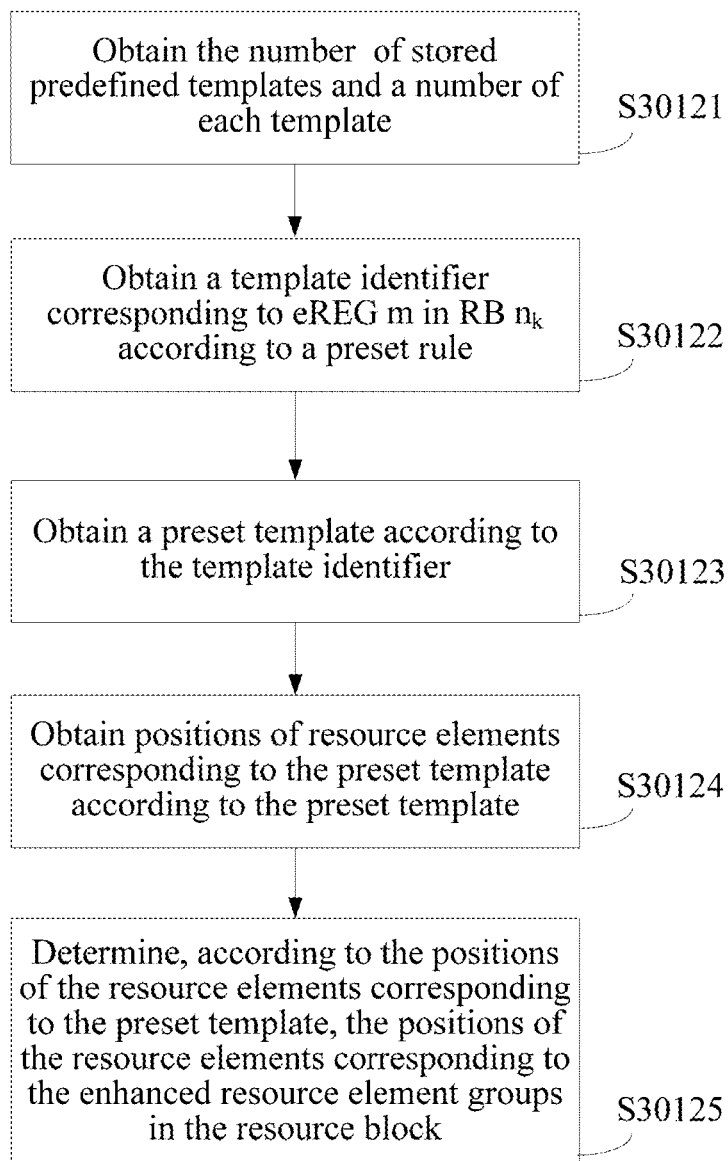 Obtain the number of stored
predefined templates and a number of
each template
S30121
Obtain a template identifier
corresponding to eREG m in RB nₖ
according to a preset rule
S30122
Obtain a preset template according to
the template identifier
S30123
Obtain positions of resource elements
corresponding to the preset template
according to the preset template
S30124
Determine, according to the positions
of the resource elements corresponding
to the preset template, the positions of
the resource elements corresponding to
the enhanced resource element groups
in the resource block
S30125